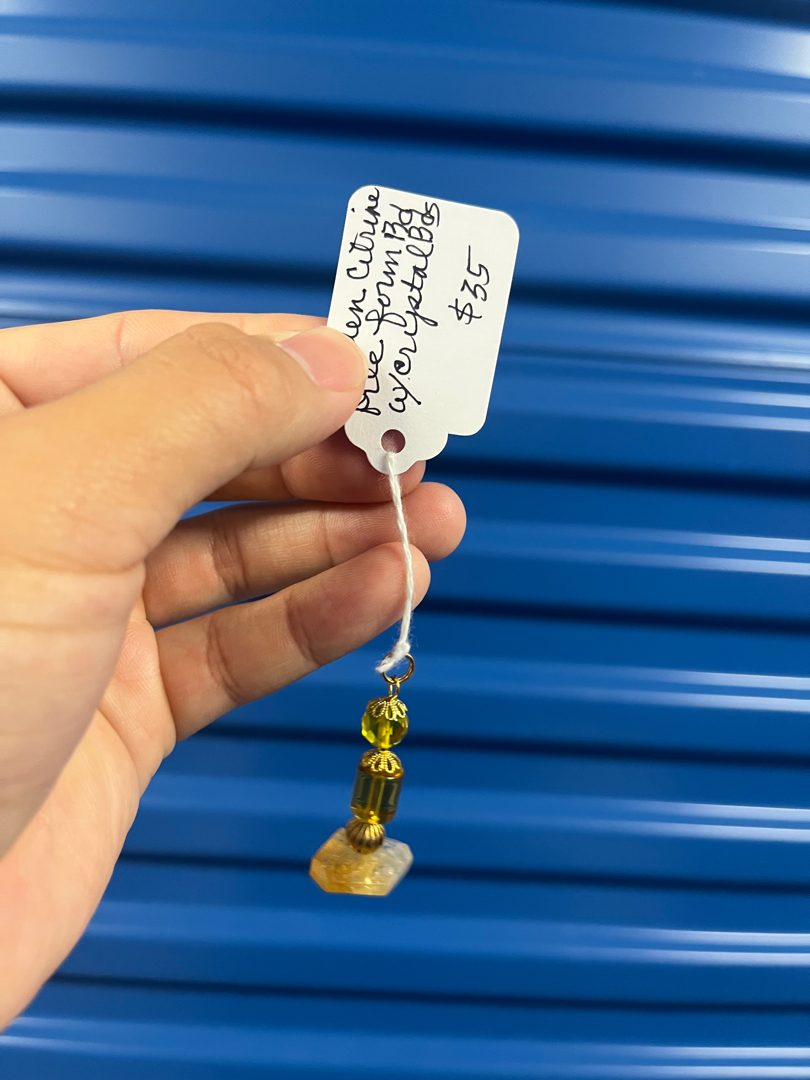 Citrine
free form Bd
w/crystal Bds
$35